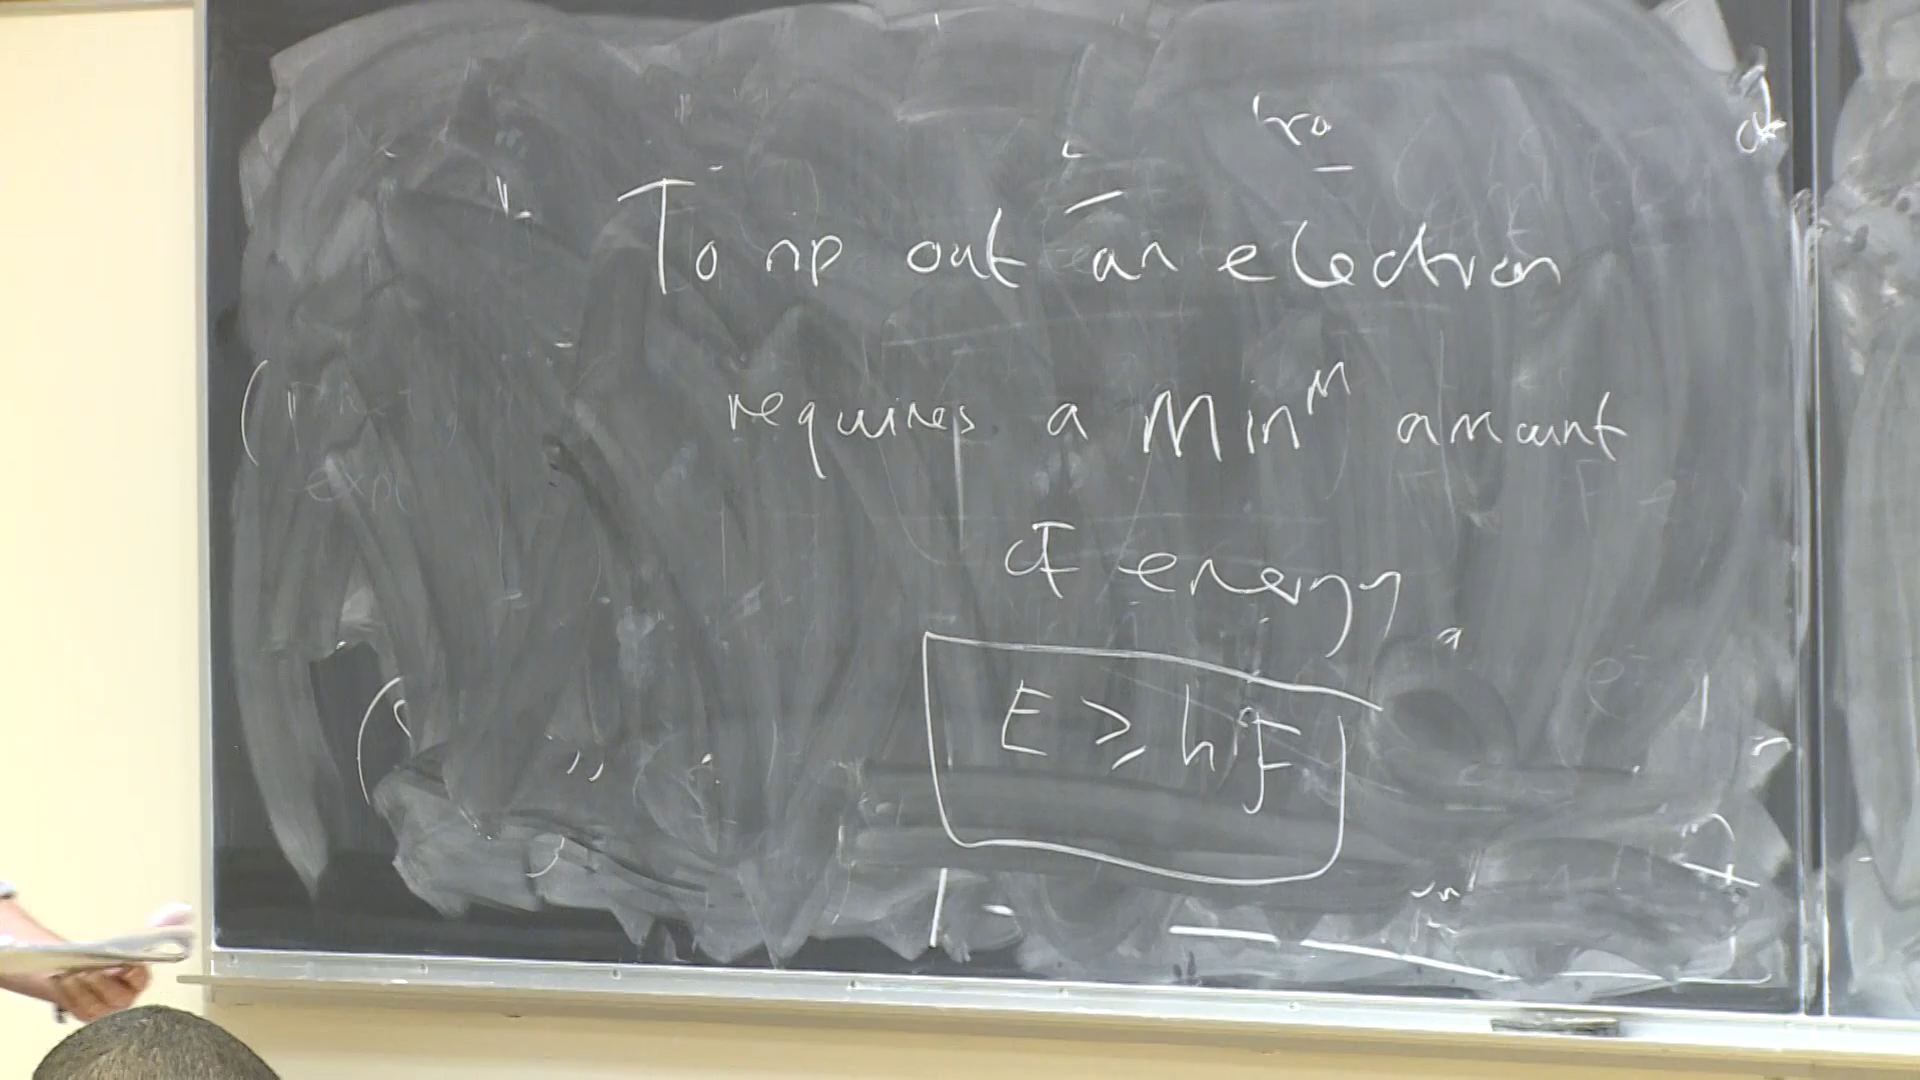 To rip out an electron
requires a Minᴹ amount
of energy
E ⩾ hf